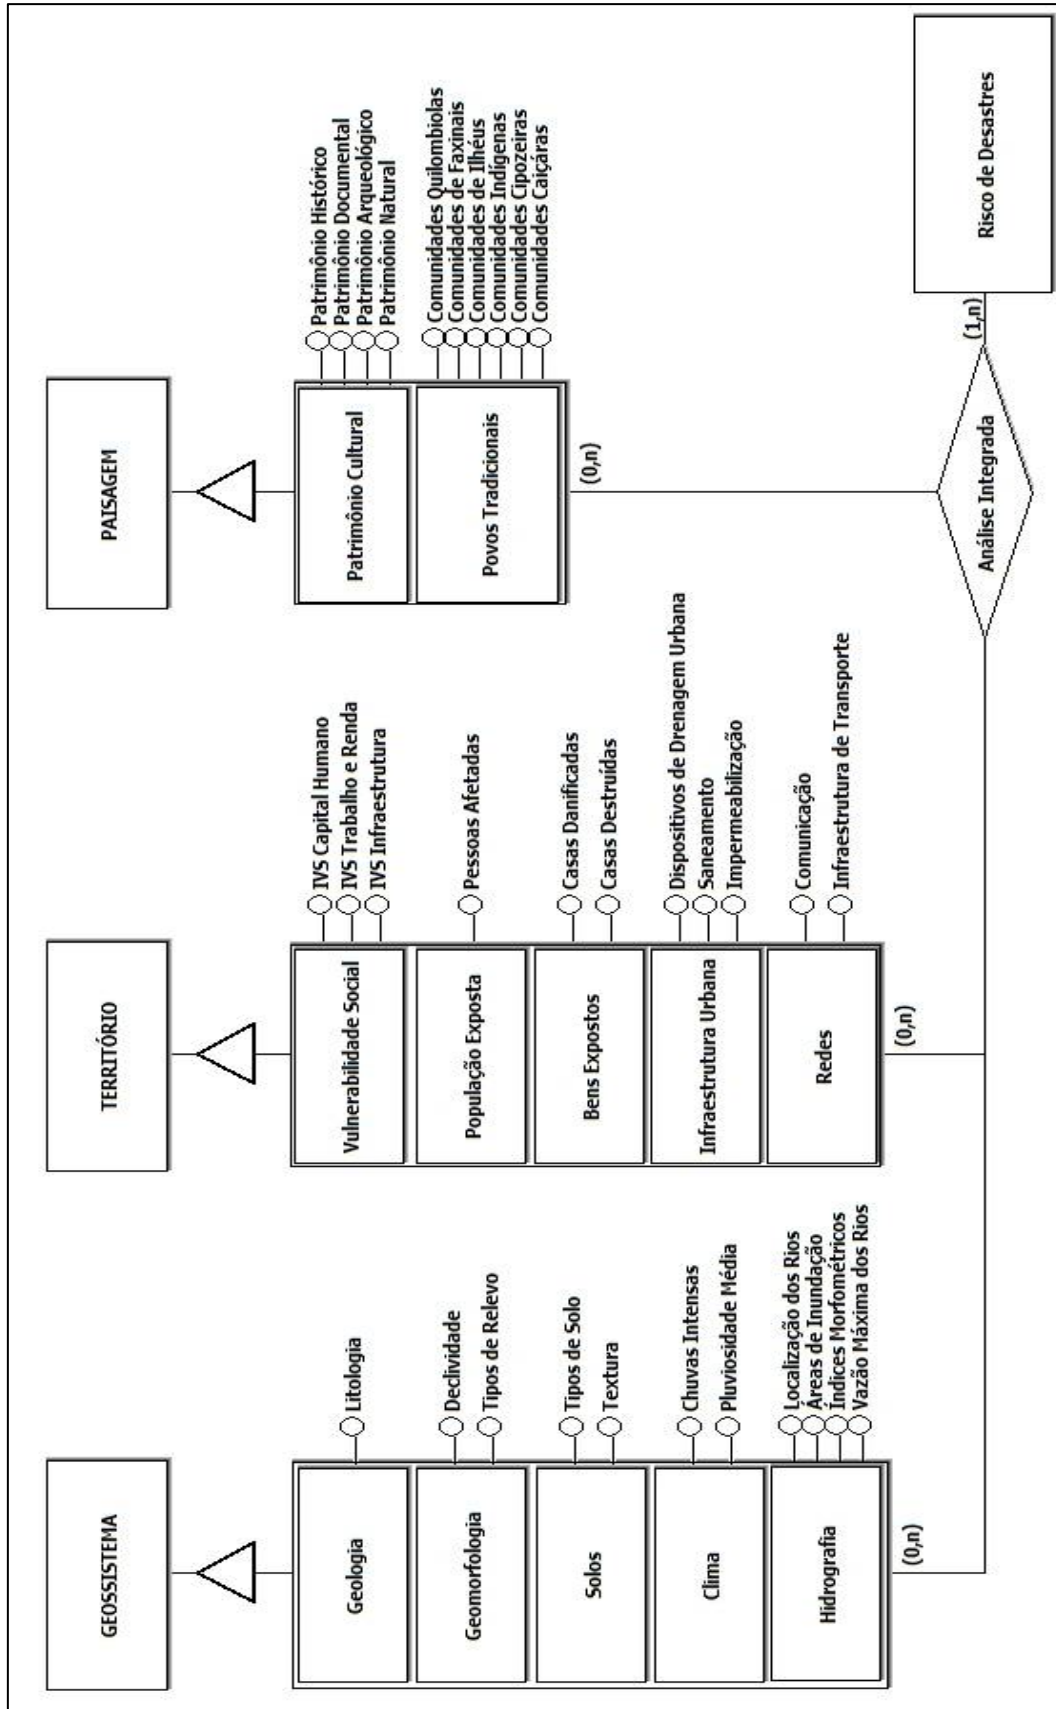 GEOSSISTEMA
Geologia
Litologia
Geomorfologia
Declividade
Tipos de Relevo
Solos
Tipos de Solo
Textura
Clima
Chuvas Intensas
Pluviosidade Média
Hidrografia
Localização dos Rios
Áreas de Inundação
Índices Morfométricos
Vazão Máxima dos Rios
(0,n)
TERRITÓRIO
Vulnerabilidade Social
IVS Capital Humano
IVS Trabalho e Renda
IVS Infraestrutura
População Exposta
Pessoas Afetadas
Bens Expostos
Casas Danificadas
Casas Destruídas
Infraestrutura Urbana
Dispositivos de Drenagem Urbana
Saneamento
Impermeabilização
Redes
Comunicação
Infraestrutura de Transporte
(0,n)
PAISAGEM
Patrimônio Cultural
Patrimônio Histórico
Patrimônio Documental
Patrimônio Arqueológico
Patrimônio Natural
Povos Tradicionais
Comunidades Quilombiolas
Comunidades de Faxinais
Comunidades de Ilhéus
Comunidades Indígenas
Comunidades Cipozeiras
Comunidades Caiçáras
(0,n)
Análise Integrada
(1,n)
Risco de Desastres